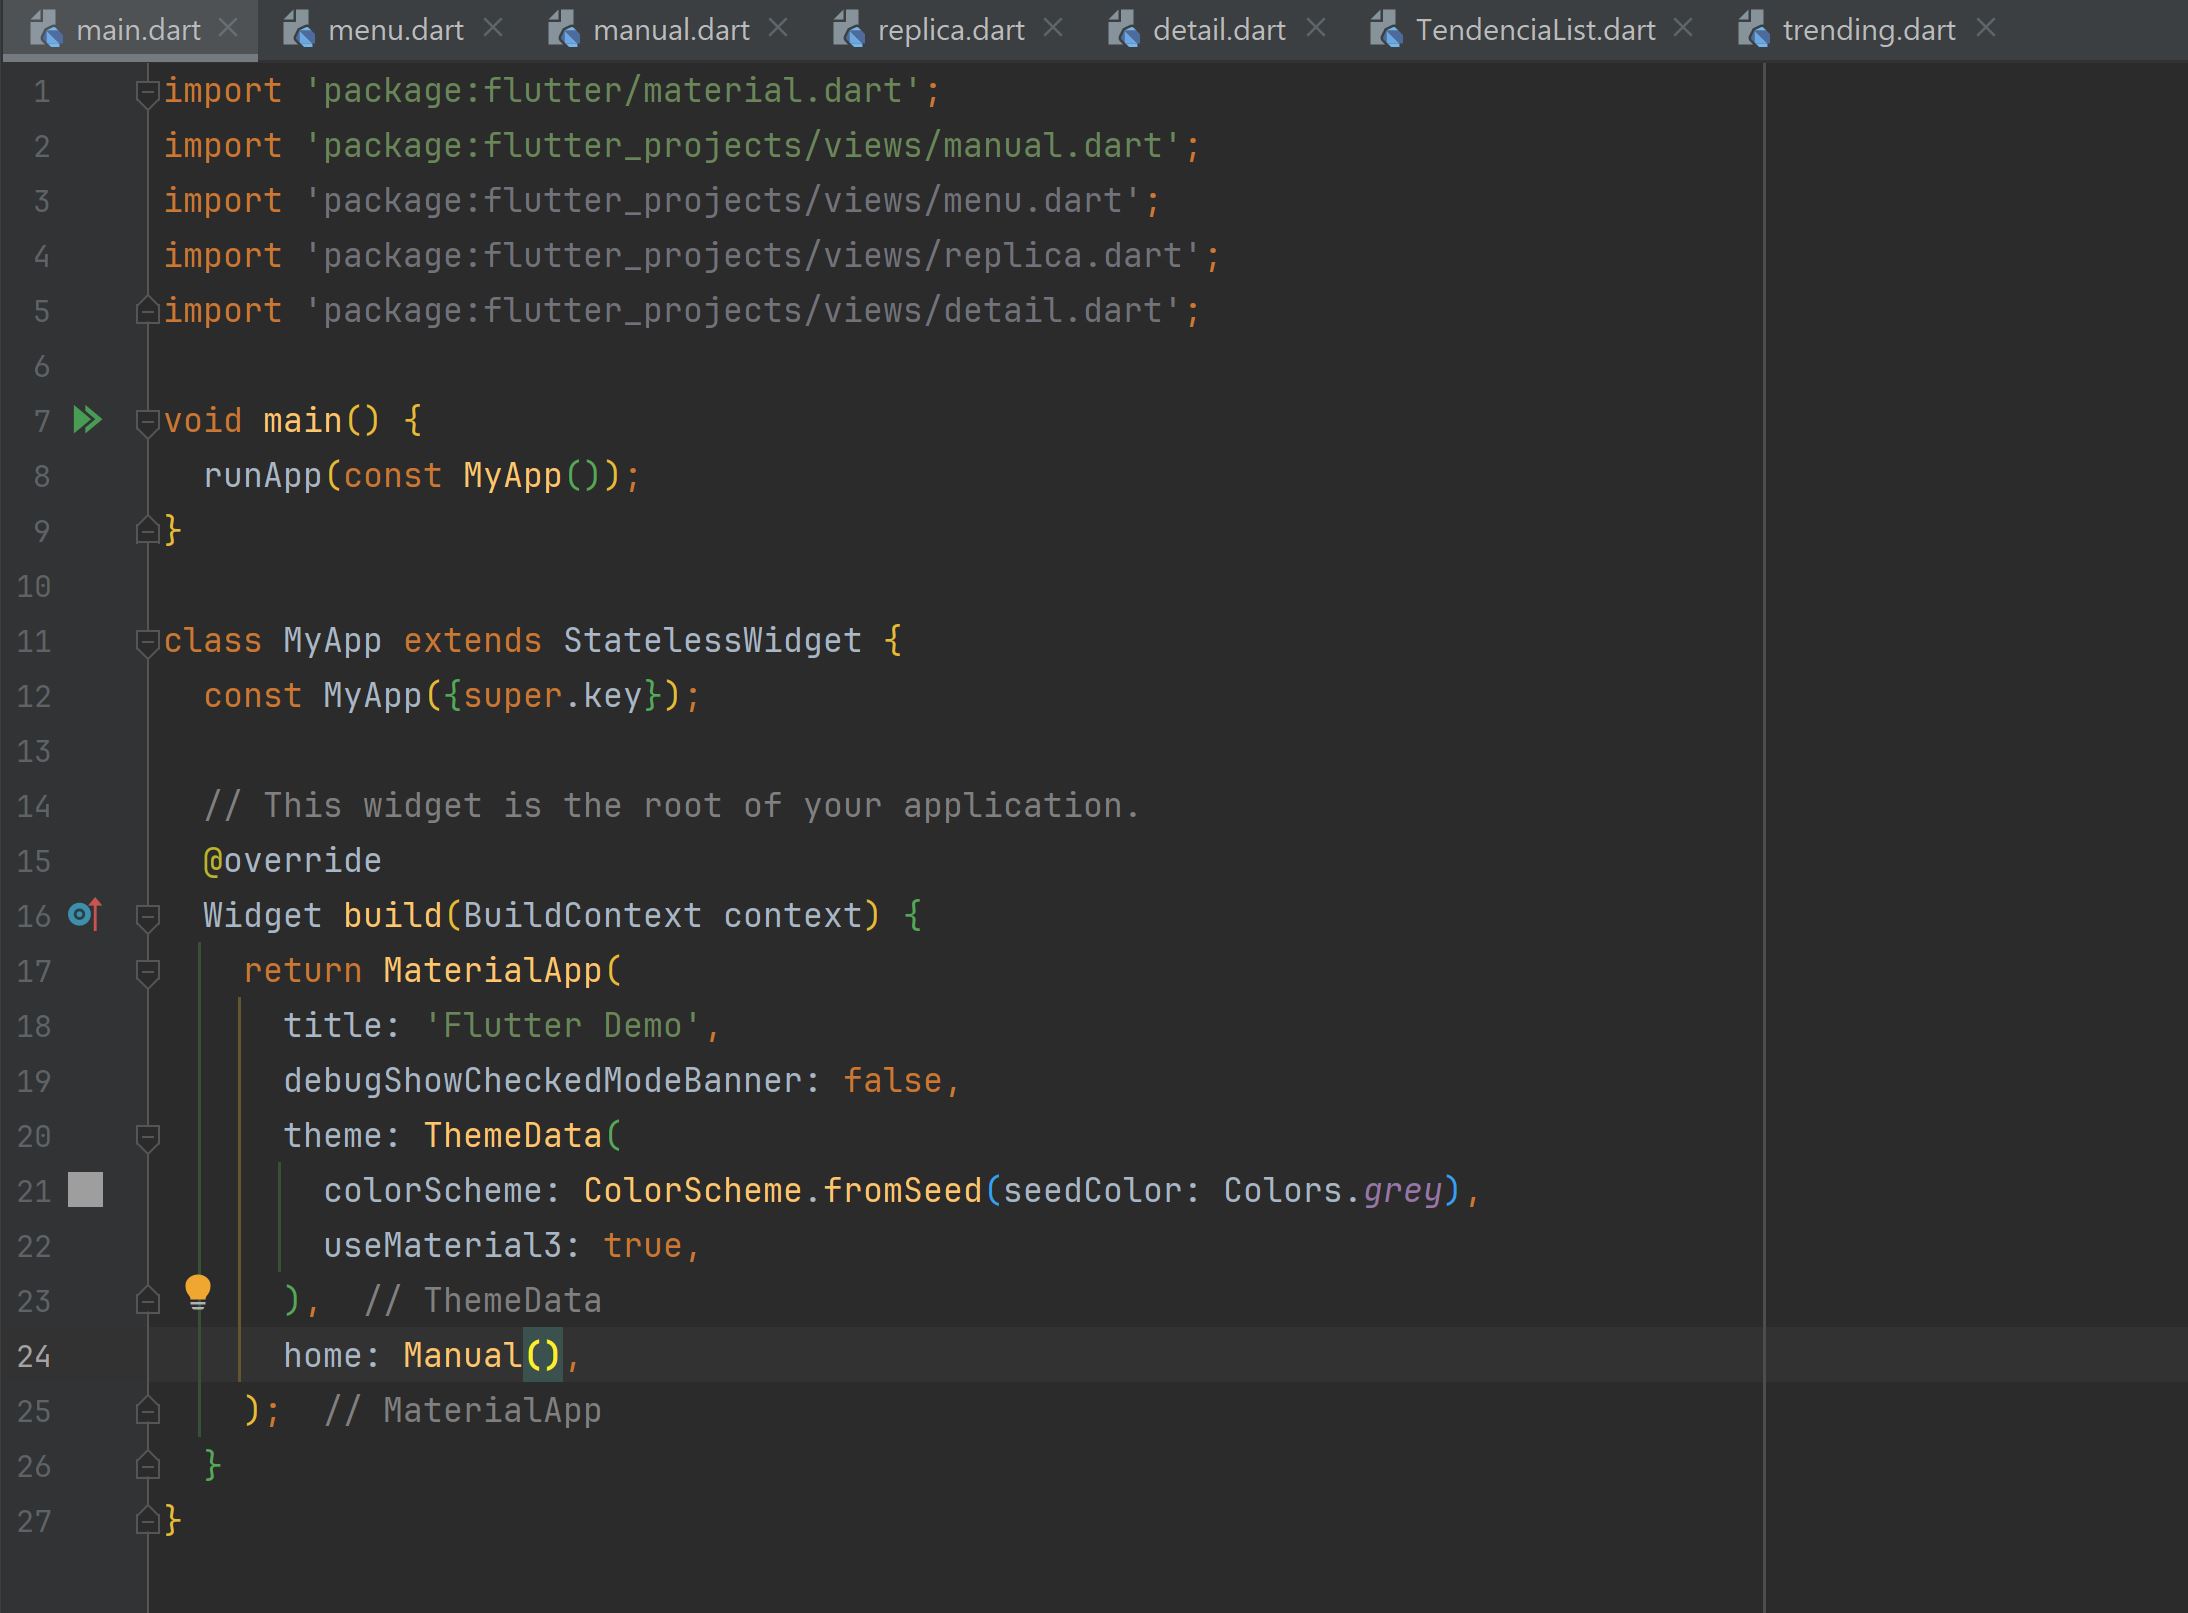 main.dart menu.dart manual.dart replica.dart detail.dart TendenciaList.dart trending.dart
1 import 'package:flutter/material.dart';
2 import 'package:flutter_projects/views/manual.dart';
3 import 'package:flutter_projects/views/menu.dart';
4 import 'package:flutter_projects/views/replica.dart';
5 import 'package:flutter_projects/views/detail.dart';
6
7 void main() {
8   runApp(const MyApp());
9 }
10
11 class MyApp extends StatelessWidget {
12   const MyApp({super.key});
13
14   // This widget is the root of your application.
15   @override
16   Widget build(BuildContext context) {
17     return MaterialApp(
18       title: 'Flutter Demo',
19       debugShowCheckedModeBanner: false,
20       theme: ThemeData(
21         colorScheme: ColorScheme.fromSeed(seedColor: Colors.grey),
22         useMaterial3: true,
23       ), // ThemeData
24       home: Manual(),
25     ); // MaterialApp
26   }
27 }